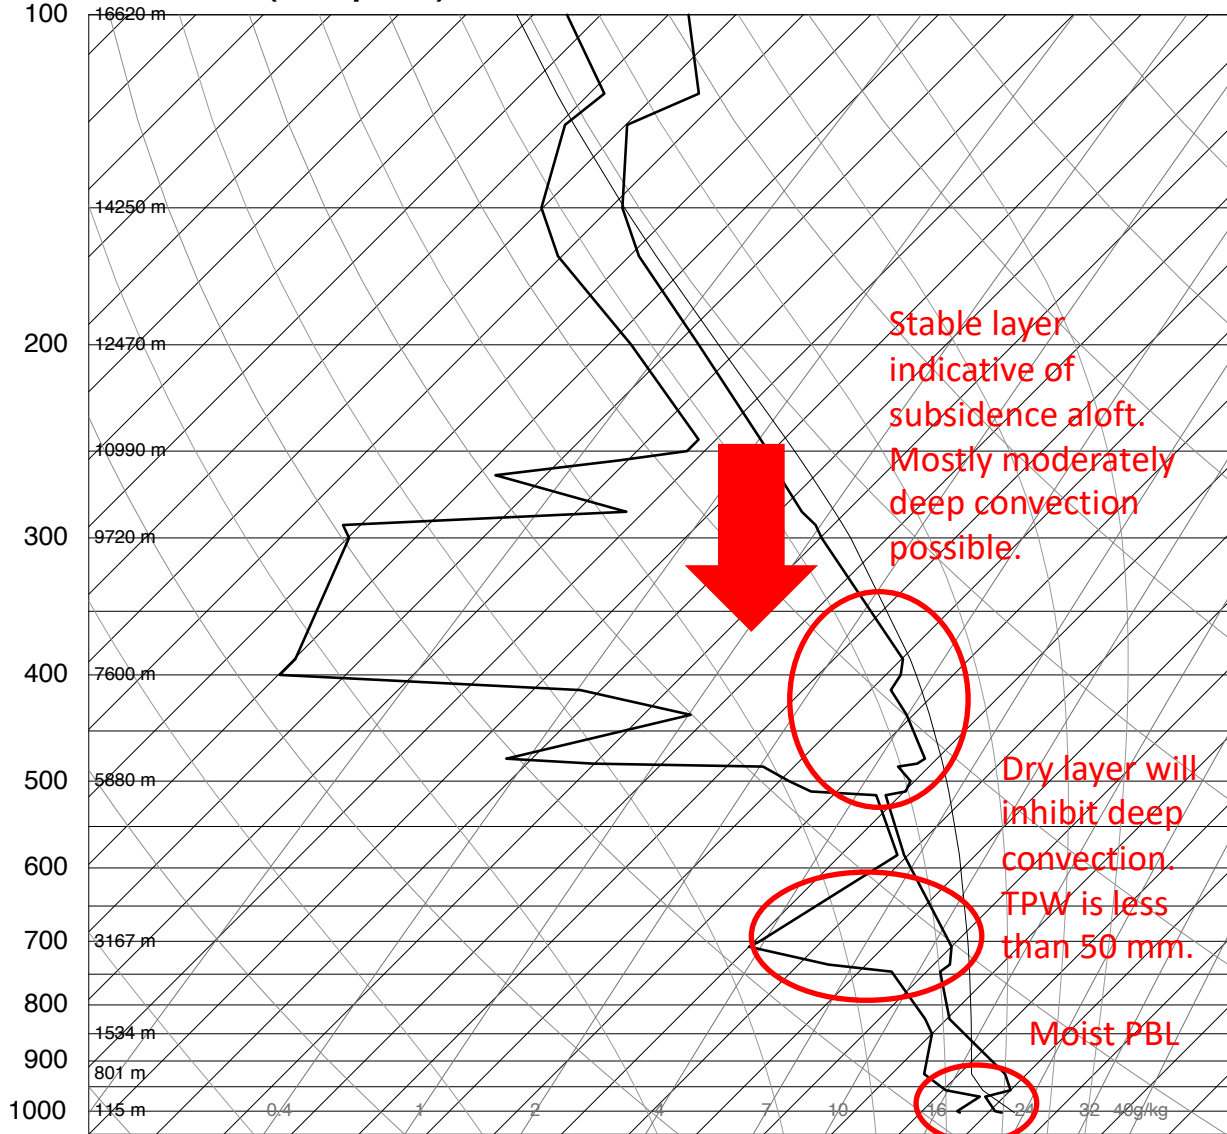 100
16620 m
14250 m
200
12470 m
Stable layer
indicative of
subsidence aloft.
Mostly moderately
deep convection
possible.
10990 m
300
9720 m
400
7600 m
500
5880 m
Dry layer will
inhibit deep
convection.
TPW is less
than 50 mm.
600
700
3167 m
800
1534 m
Moist PBL
900
801 m
1000
115 m
0.4 1 2 4 7 10 16 24 32 40g/kg